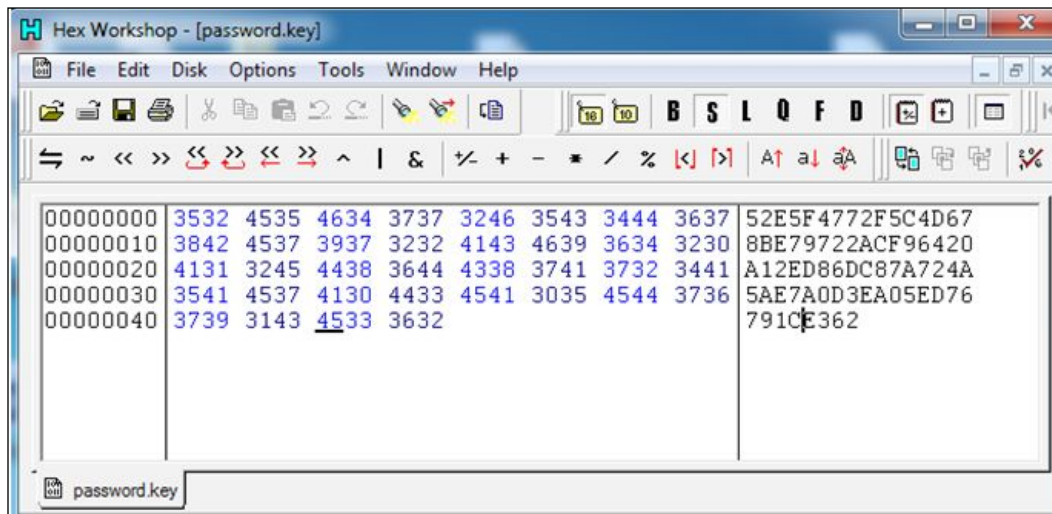 Hex Workshop - [password.key]
File Edit Disk Options Tools Window Help
16 10 B S L Q F D
& +/- + - * / % A↑ a↓
00000000 3532 4535 4634 3737 3246 3543 3444 3637 52E5F4772F5C4D67
00000010 3842 4537 3937 3232 4143 4639 3634 3230 8BE79722ACF96420
00000020 4131 3245 4438 3644 4338 3741 3732 3441 A12ED86DC87A724A
00000030 3541 4537 4130 4433 4541 3035 4544 3736 5AE7A0D3EA05ED76
00000040 3739 3143 4533 3632 791CE362
password.key